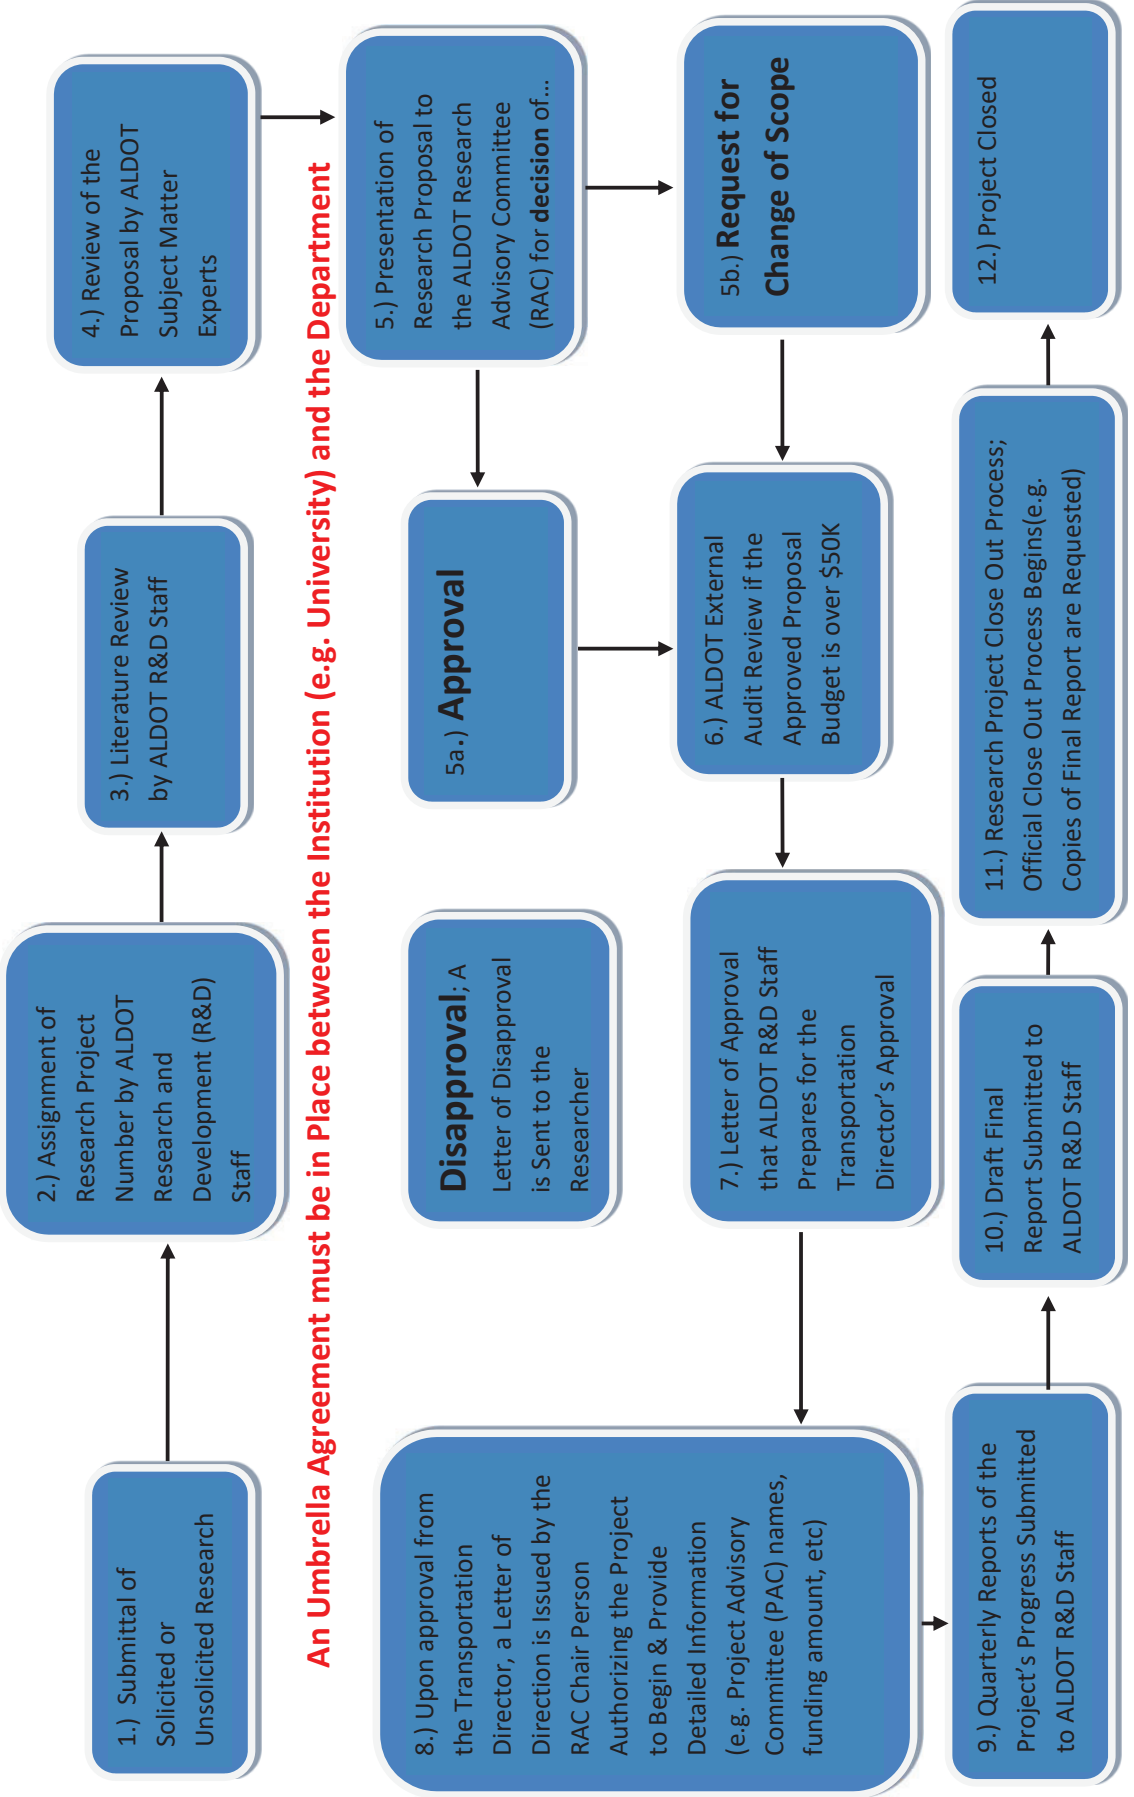 1.) Submittal of
Solicited or
Unsolicited Research
2.) Assignment of
Research Project
Number by ALDOT
Research and
Development (R&D)
Staff
3.) Literature Review
by ALDOT R&D Staff
4.) Review of the
Proposal by ALDOT
Subject Matter
Experts
An Umbrella Agreement must be in Place between the Institution (e.g. University) and the Department
5.) Presentation of
Research Proposal to
the ALDOT Research
Advisory Committee
(RAC) for decision of...
5a.) Approval
Disapproval; A
Letter of Disapproval
is Sent to the
Researcher
5b.) Request for
Change of Scope
6.) ALDOT External
Audit Review if the
Approved Proposal
Budget is over $50K
7.) Letter of Approval
that ALDOT R&D Staff
Prepares for the
Transportation
Director’s Approval
8.) Upon approval from
the Transportation
Director, a Letter of
Direction is Issued by the
RAC Chair Person
Authorizing the Project
to Begin & Provide
Detailed Information
(e.g. Project Advisory
Committee (PAC) names,
funding amount, etc)
9.) Quarterly Reports of the
Project’s Progress Submitted
to ALDOT R&D Staff
10.) Draft Final
Report Submitted to
ALDOT R&D Staff
11.) Research Project Close Out Process;
Official Close Out Process Begins(e.g.
Copies of Final Report are Requested)
12.) Project Closed